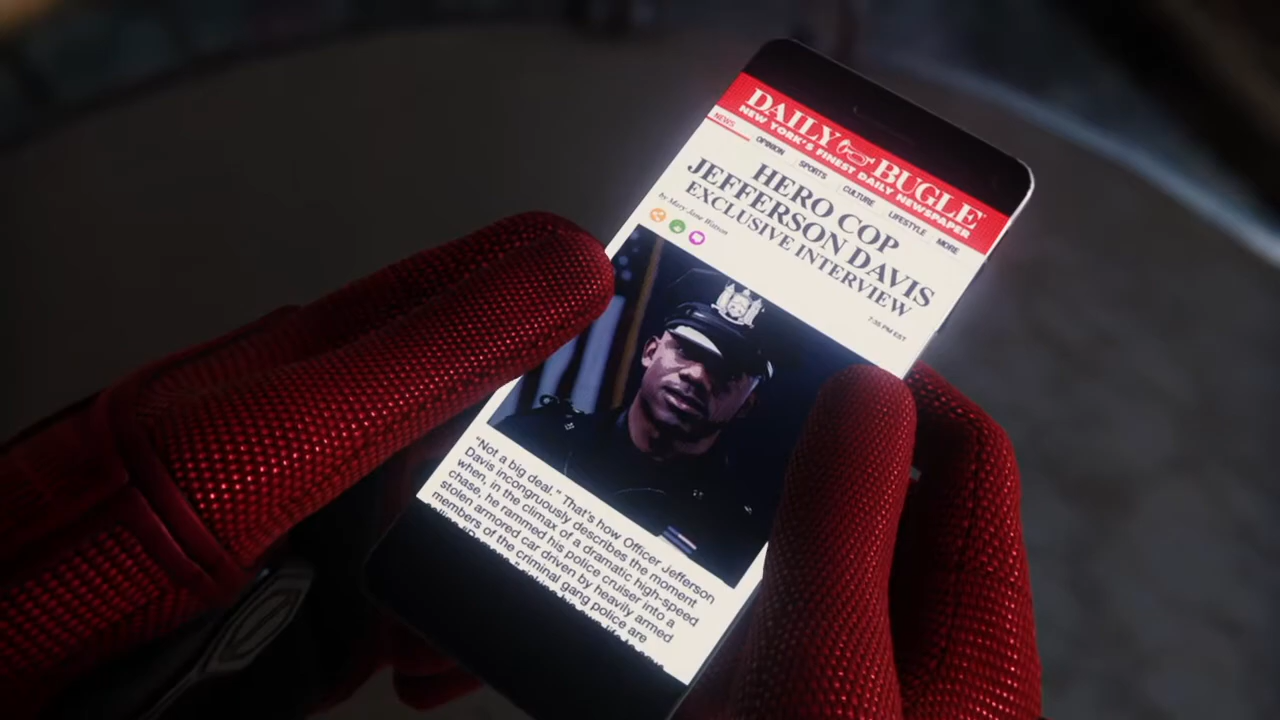 DAILY BUGLE
NEW YORK'S FINEST DAILY NEWSPAPER
NEWS OPINION SPORTS CULTURE LIFESTYLE MORE
HERO COP
JEFFERSON DAVIS
EXCLUSIVE INTERVIEW
by Mary Jane Watson
7:35 PM EST
"Not a big deal." That's how Officer Jefferson
Davis incongruously describes the moment
when, in the climax of a dramatic high-speed
chase, he rammed his police cruiser into a
stolen armored car driven by heavily armed
members of the criminal gang police are